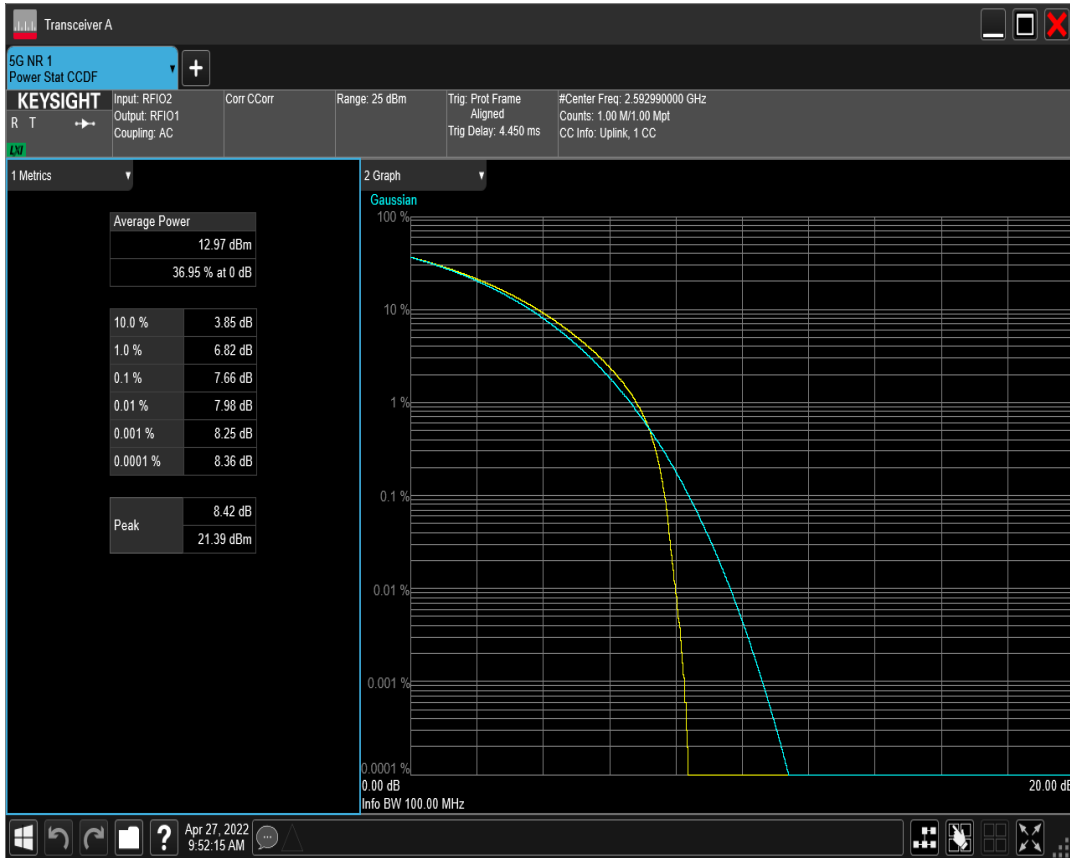 Transceiver A
5G NR 1
Power Stat CCDF
KEYSIGHT
R T
LXI
Input: RFIO2
Output: RFIO1
Coupling: AC
Corr CCorr
Range: 25 dBm
Trig: Prot Frame
Aligned
Trig Delay: 4.450 ms
#Center Freq: 2.592990000 GHz
Counts: 1.00 M/1.00 Mpt
CC Info: Uplink, 1 CC
1 Metrics
Average Power
12.97 dBm
36.95 % at 0 dB
10.0 % 3.85 dB
1.0 % 6.82 dB
0.1 % 7.66 dB
0.01 % 7.98 dB
0.001 % 8.25 dB
0.0001 % 8.36 dB
Peak
8.42 dB
21.39 dBm
2 Graph
Gaussian
100 %
10 %
1 %
0.1 %
0.01 %
0.001 %
0.0001 %
0.00 dB 20.00 dB
Info BW 100.00 MHz
? Apr 27, 2022
9:52:15 AM